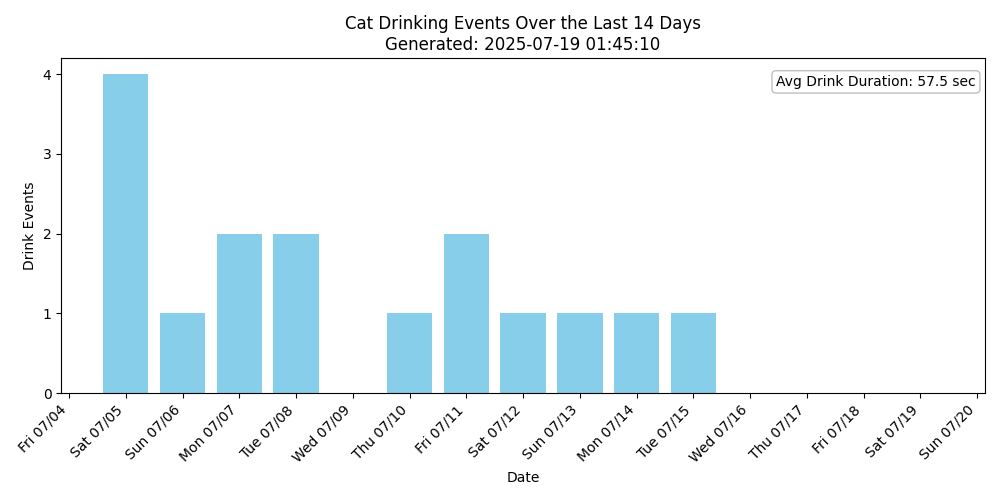 Cat Drinking Events Over the Last 14 Days
Generated: 2025-07-19 01:45:10
Avg Drink Duration: 57.5 sec
Drink Events
4
3
2
1
0
Fri 07/04
Sat 07/05
Sun 07/06
Mon 07/07
Tue 07/08
Wed 07/09
Thu 07/10
Fri 07/11
Sat 07/12
Sun 07/13
Mon 07/14
Tue 07/15
Wed 07/16
Thu 07/17
Fri 07/18
Sat 07/19
Sun 07/20
Date